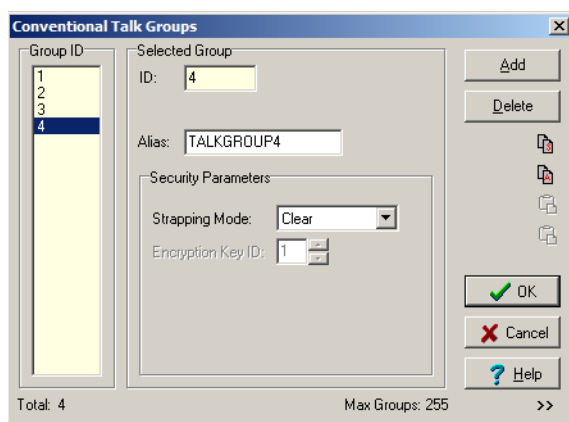 Conventional Talk Groups
Group ID
1
2
3
4
Selected Group
ID: 4
Alias: TALKGROUP4
Security Parameters
Strapping Mode: Clear
Encryption Key ID: 1
Add
Delete
OK
Cancel
Help
Total: 4
Max Groups: 255
>>